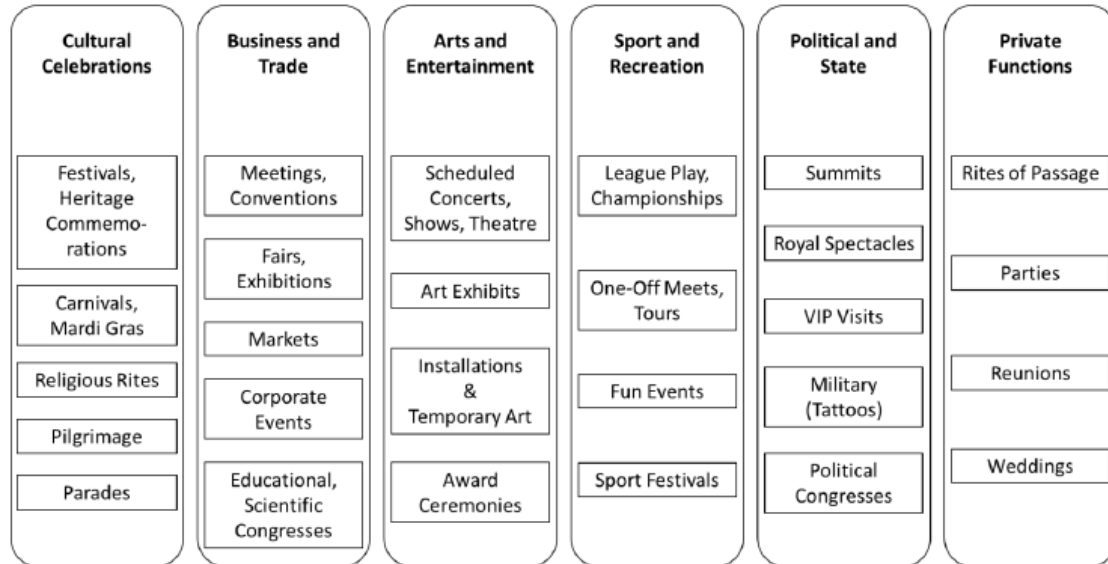 Cultural
Celebrations
Festivals,
Heritage
Commemo-
rations
Carnivals,
Mardi Gras
Religious Rites
Pilgrimage
Parades
Business and
Trade
Meetings,
Conventions
Fairs,
Exhibitions
Markets
Corporate
Events
Educational,
Scientific
Congresses
Arts and
Entertainment
Scheduled
Concerts,
Shows, Theatre
Art Exhibits
Installations
&
Temporary Art
Award
Ceremonies
Sport and
Recreation
League Play,
Championships
One-Off Meets,
Tours
Fun Events
Sport Festivals
Political and
State
Summits
Royal Spectacles
VIP Visits
Military
(Tattoos)
Political
Congresses
Private
Functions
Rites of Passage
Parties
Reunions
Weddings